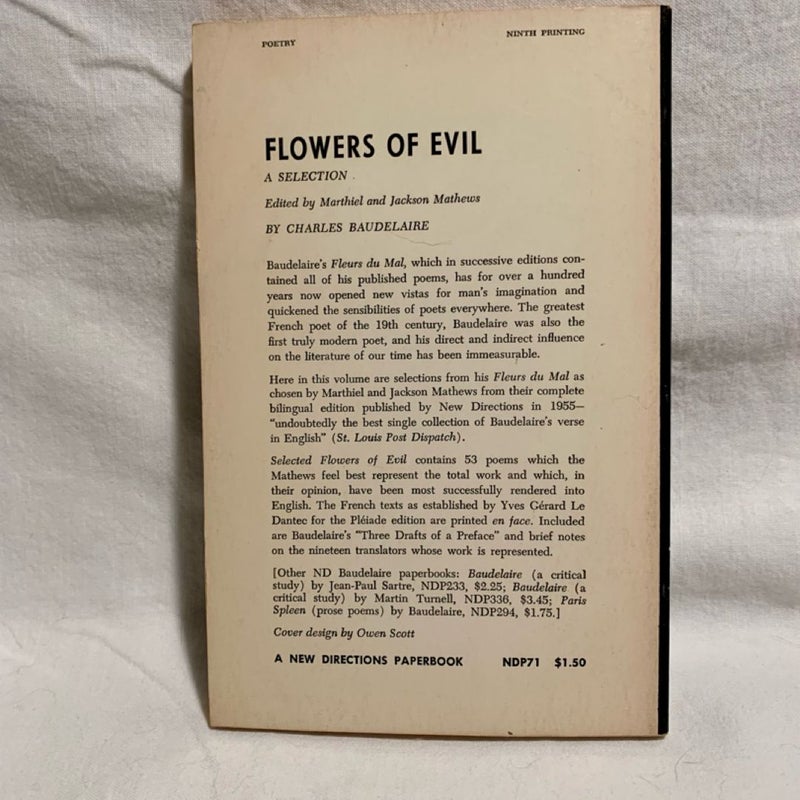 POETRY
NINTH PRINTING
FLOWERS OF EVIL
A SELECTION
Edited by Marthiel and Jackson Mathews
BY CHARLES BAUDELAIRE
Baudelaire's Fleurs du Mal, which in successive editions con-
tained all of his published poems, has for over a hundred
years now opened new vistas for man's imagination and
quickened the sensibilities of poets everywhere. The greatest
French poet of the 19th century, Baudelaire was also the
first truly modern poet, and his direct and indirect influence
on the literature of our time has been immeasurable.
Here in this volume are selections from his Fleurs du Mal as
chosen by Marthiel and Jackson Mathews from their complete
bilingual edition published by New Directions in 1955—
"undoubtedly the best single collection of Baudelaire's verse
in English" (St. Louis Post Dispatch).
Selected Flowers of Evil contains 53 poems which the
Mathews feel best represent the total work and which, in
their opinion, have been most successfully rendered into
English. The French texts as established by Yves Gérard Le
Dantec for the Pléiade edition are printed en face. Included
are Baudelaire's "Three Drafts of a Preface" and brief notes
on the nineteen translators whose work is represented.
[Other ND Baudelaire paperbooks: Baudelaire (a critical
study) by Jean-Paul Sartre, NDP233, $2.25; Baudelaire (a
critical study) by Martin Turnell, NDP336, $3.45; Paris
Spleen (prose poems) by Baudelaire, NDP294, $1.75.]
Cover design by Owen Scott
A NEW DIRECTIONS PAPERBOOK NDP71 $1.50